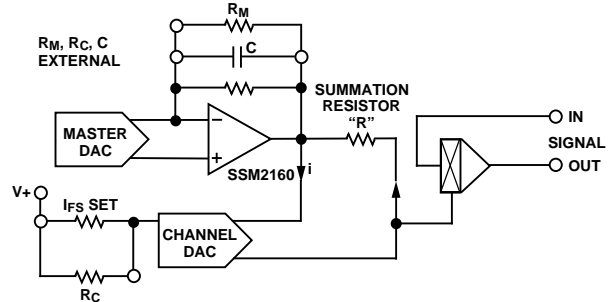 RM
C
RM, RC, C
EXTERNAL
SUMMATION
RESISTOR
“R”
MASTER
DAC
−
+
SSM2160
i
IN
SIGNAL
OUT
V+
IFS SET
CHANNEL
DAC
RC